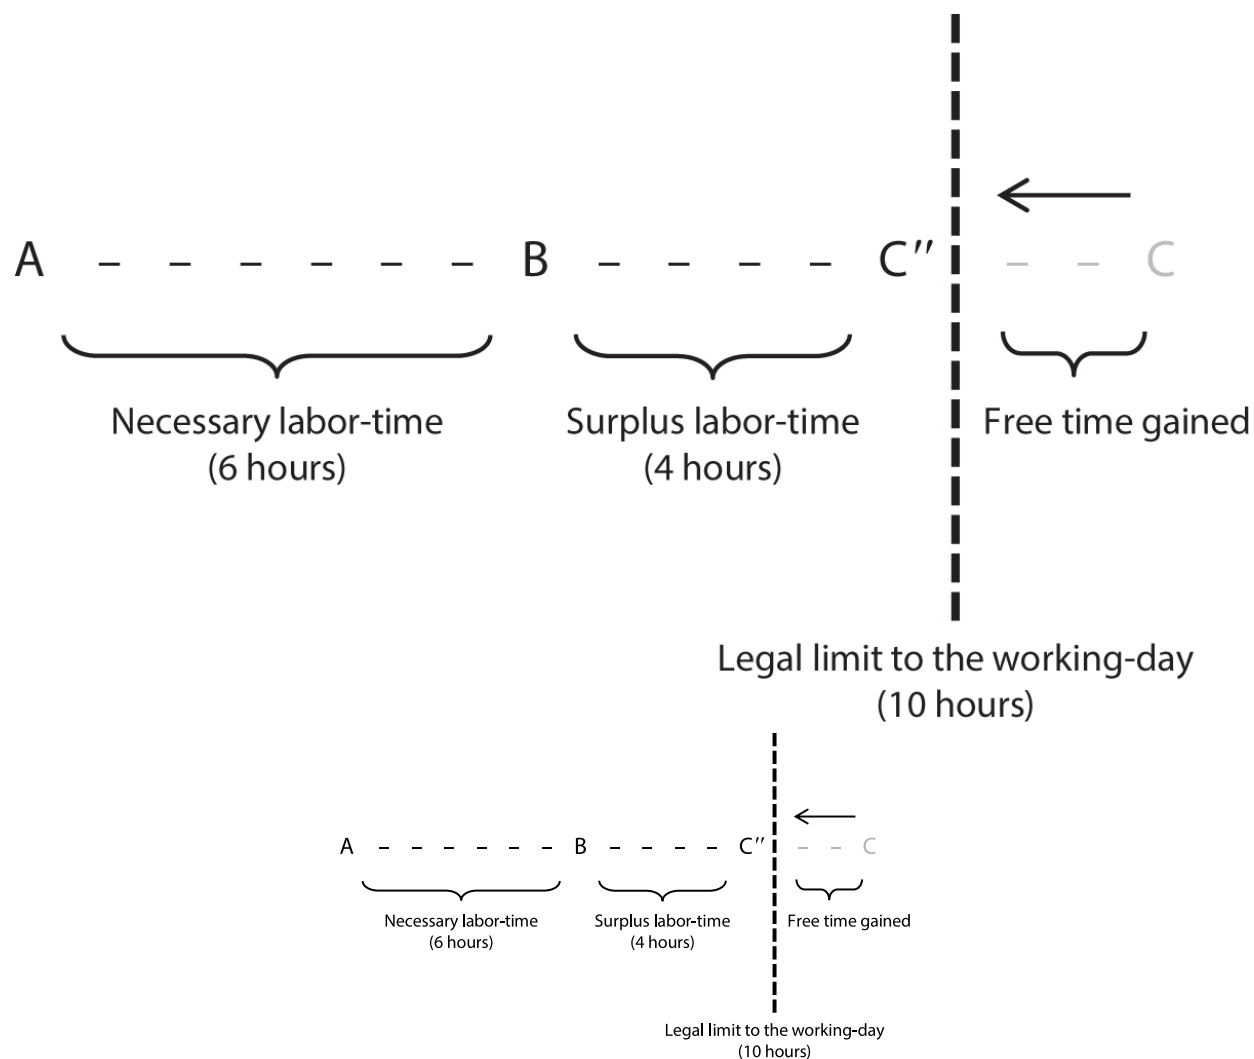 A – – – – – – B – – – – C″ – – C
Necessary labor-time
(6 hours)
Surplus labor-time
(4 hours)
Free time gained
Legal limit to the working-day
(10 hours)
A – – – – – – B – – – – C″ – – C
Necessary labor-time
(6 hours)
Surplus labor-time
(4 hours)
Free time gained
Legal limit to the working-day
(10 hours)